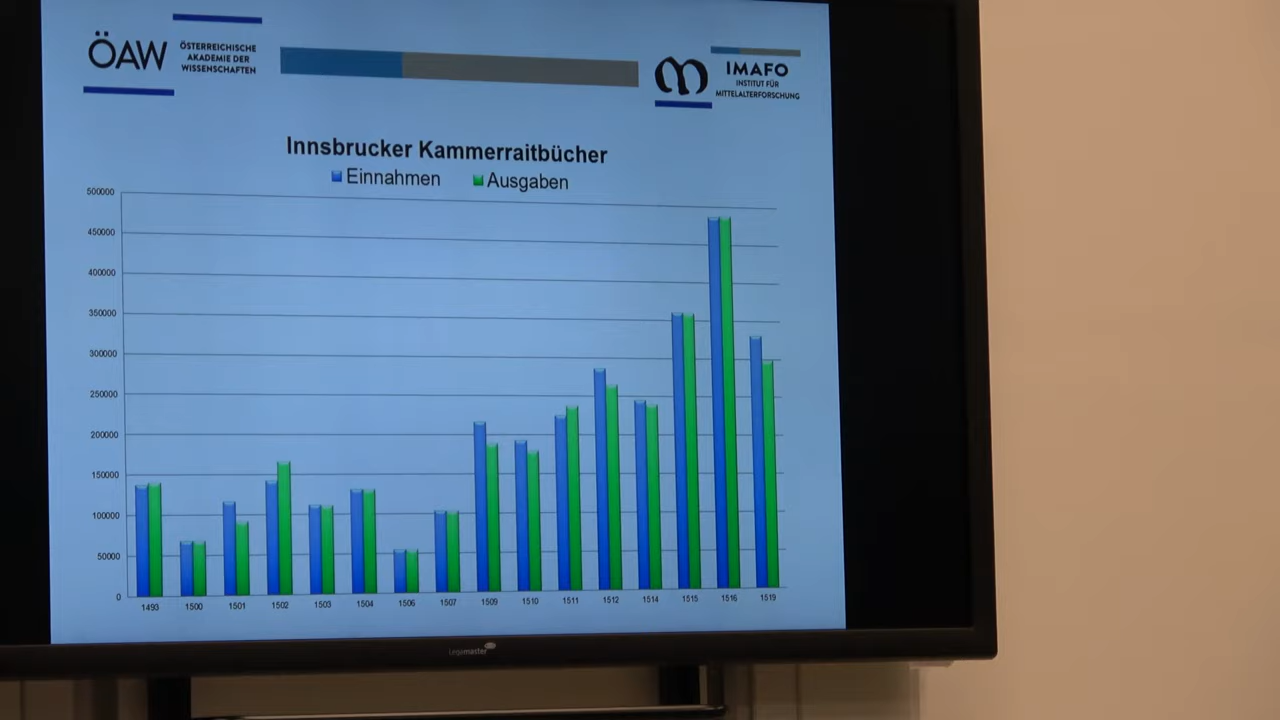 ÖAW
ÖSTERREICHISCHE
AKADEMIE DER
WISSENSCHAFTEN
IMAFO
INSTITUT FÜR
MITTELALTERFORSCHUNG
Innsbrucker Kammerraitbücher
Einnahmen Ausgaben
500000
450000
400000
350000
300000
250000
200000
150000
100000
50000
0
1493 1500 1501 1502 1503 1504 1506 1507 1509 1510 1511 1512 1514 1515 1516 1519
Legamaster